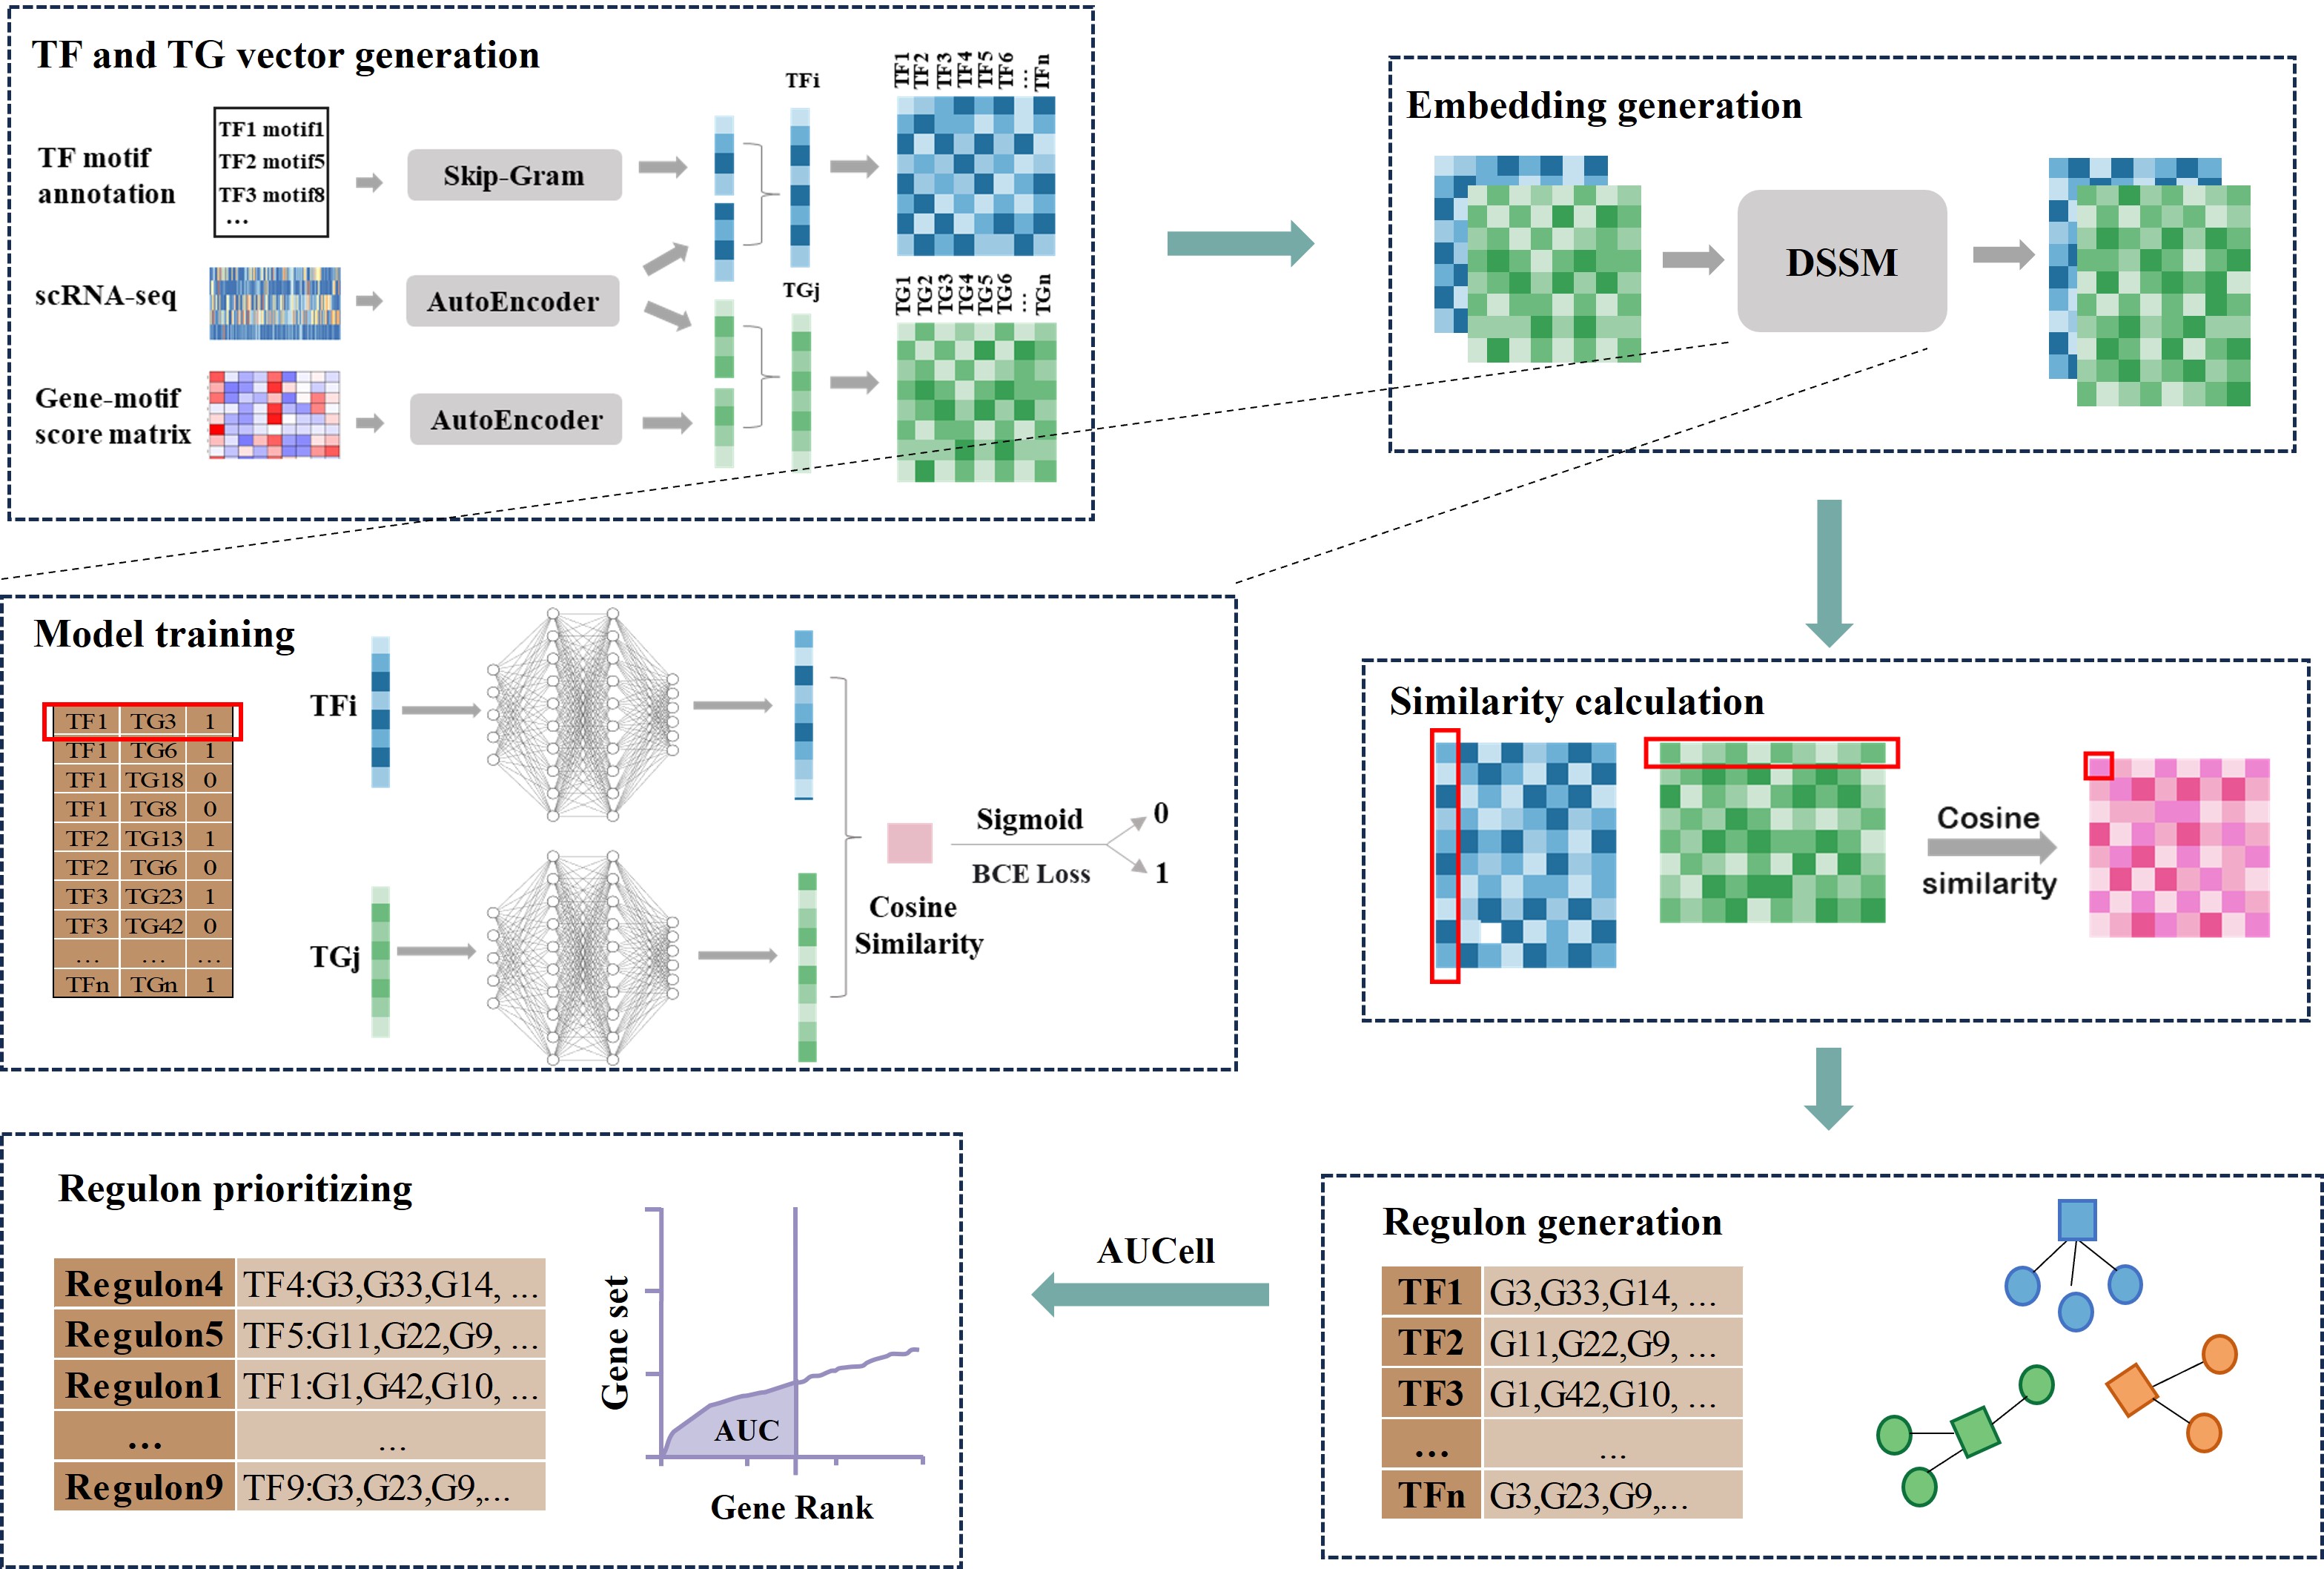 TF and TG vector generation
TF motif
annotation
TF1 motif1
TF2 motif5
TF3 motif8
...
Skip-Gram
scRNA-seq
AutoEncoder
Gene-motif
score matrix
AutoEncoder
TFi
TGj
TF1 TF2 TF3 TF4 TF5 TF6 ... TFn
TG1 TG2 TG3 TG4 TG5 TG6 ... TGn
Embedding generation
DSSM
Model training
TF1 TG3 1
TF1 TG6 1
TF1 TG18 0
TF1 TG8 0
TF2 TG13 1
TF2 TG6 0
TF3 TG23 1
TF3 TG42 0
... ... ...
TFn TGn 1
TFi
TGj
Cosine
Similarity
Sigmoid
BCE Loss
0
1
Similarity calculation
Cosine
similarity
Regulon generation
TF1 G3,G33,G14, ...
TF2 G11,G22,G9, ...
TF3 G1,G42,G10, ...
... ...
TFn G3,G23,G9,...
AUCell
Regulon prioritizing
Regulon4 TF4:G3,G33,G14, ...
Regulon5 TF5:G11,G22,G9, ...
Regulon1 TF1:G1,G42,G10, ...
... ...
Regulon9 TF9:G3,G23,G9,...
Gene set
AUC
Gene Rank